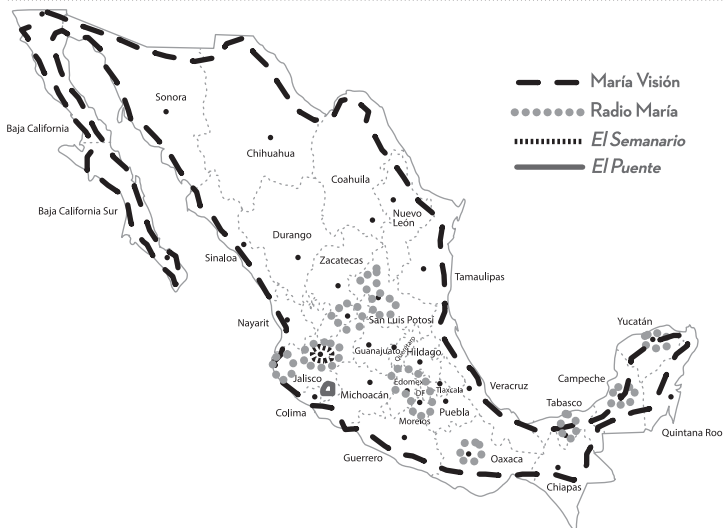 María Visión
Radio María
El Semanario
El Puente
Sonora
Baja California
Chihuahua
Coahuila
Baja California Sur
Nuevo
León
Durango
Sinaloa
Zacatecas
Tamaulipas
Nayarit
San Luis Potosí
Yucatán
Guanajuato
Querétaro
Hildago
Jalisco
Edomex
DF
Tlaxcala
Veracruz
Campeche
Michoacán
Tabasco
Colima
Puebla
Morelos
Quintana Roo
Guerrero
Oaxaca
Chiapas